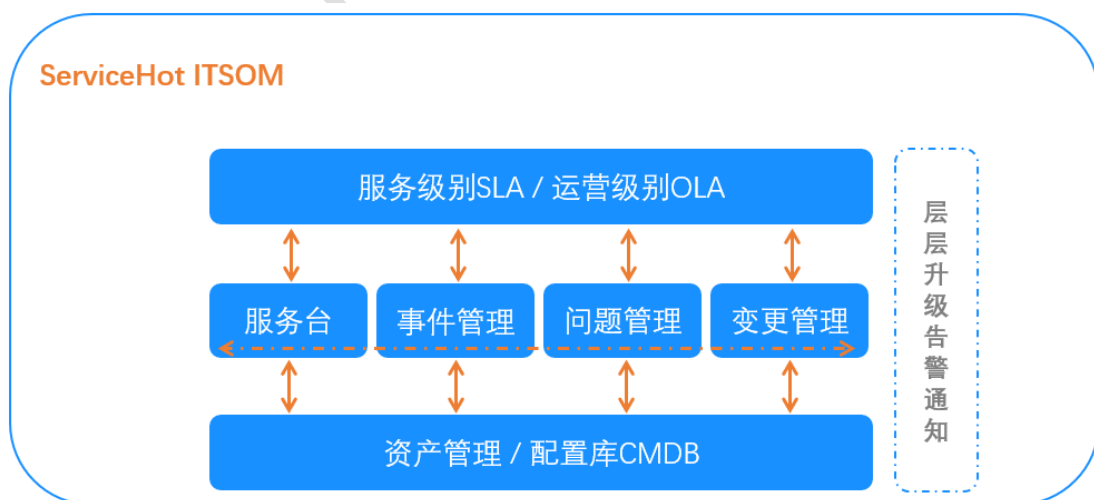 ServiceHot ITSOM
服务级别SLA / 运营级别OLA
服务台
事件管理
问题管理
变更管理
资产管理 / 配置库CMDB
层层升级告警通知